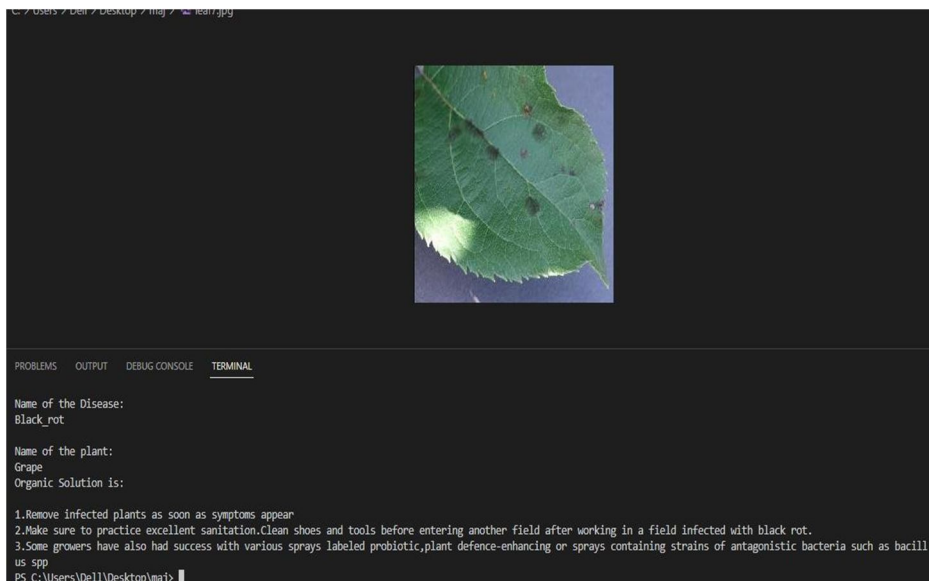 C: > Users > Dell > Desktop > maj > leaf7.jpg
PROBLEMS OUTPUT DEBUG CONSOLE TERMINAL
Name of the Disease:
Black_rot
Name of the plant:
Grape
Organic Solution is:
1.Remove infected plants as soon as symptoms appear
2.Make sure to practice excellent sanitation.Clean shoes and tools before entering another field after working in a field infected with black rot.
3.Some growers have also had success with various sprays labeled probiotic,plant defence-enhancing or sprays containing strains of antagonistic bacteria such as bacill
us spp
PS C:\Users\Dell\Desktop\maj>